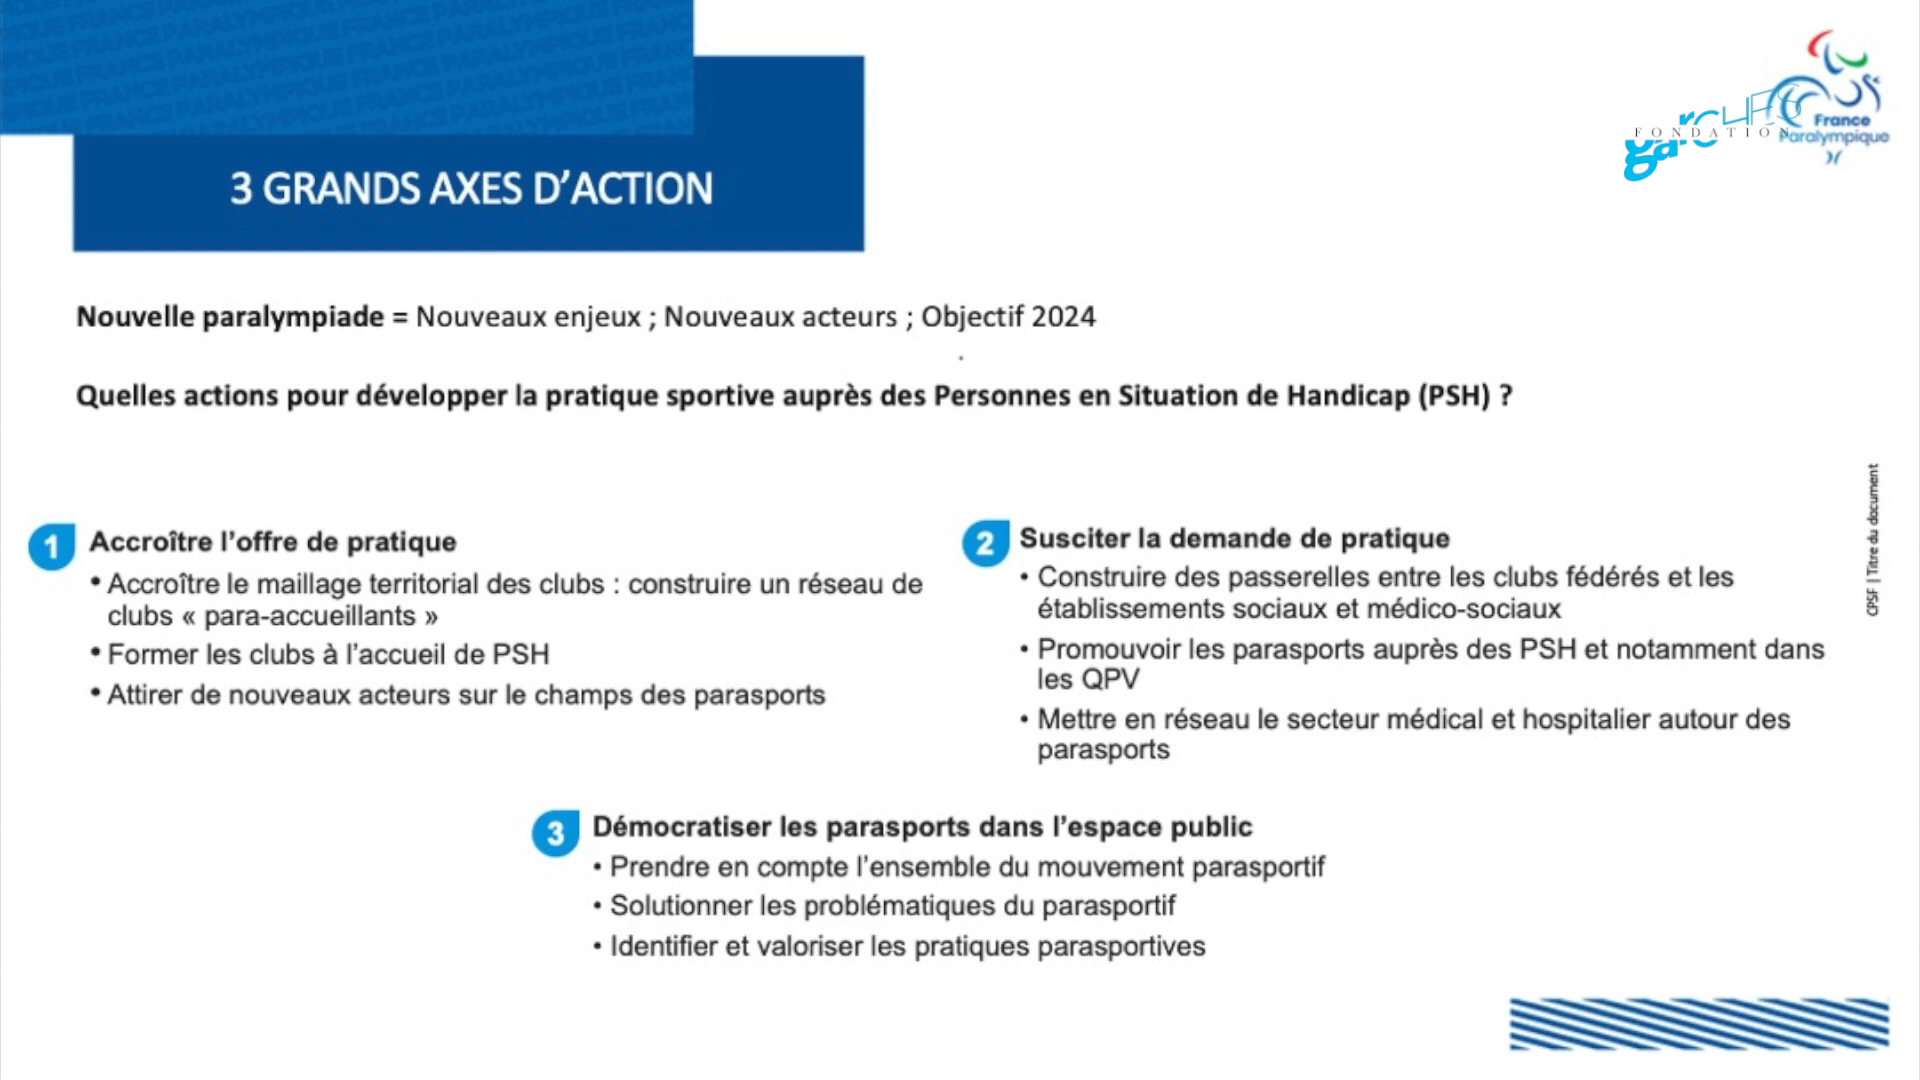 3 GRANDS AXES D’ACTION
FONDATION
garches
France
Paralympique
Nouvelle paralympiade = Nouveaux enjeux ; Nouveaux acteurs ; Objectif 2024
Quelles actions pour développer la pratique sportive auprès des Personnes en Situation de Handicap (PSH) ?
1 Accroître l’offre de pratique
• Accroître le maillage territorial des clubs : construire un réseau de
clubs « para-accueillants »
• Former les clubs à l’accueil de PSH
• Attirer de nouveaux acteurs sur le champs des parasports
2 Susciter la demande de pratique
• Construire des passerelles entre les clubs fédérés et les
établissements sociaux et médico-sociaux
• Promouvoir les parasports auprès des PSH et notamment dans
les QPV
• Mettre en réseau le secteur médical et hospitalier autour des
parasports
3 Démocratiser les parasports dans l’espace public
• Prendre en compte l’ensemble du mouvement parasportif
• Solutionner les problématiques du parasportif
• Identifier et valoriser les pratiques parasportives
CPSF | Titre du document